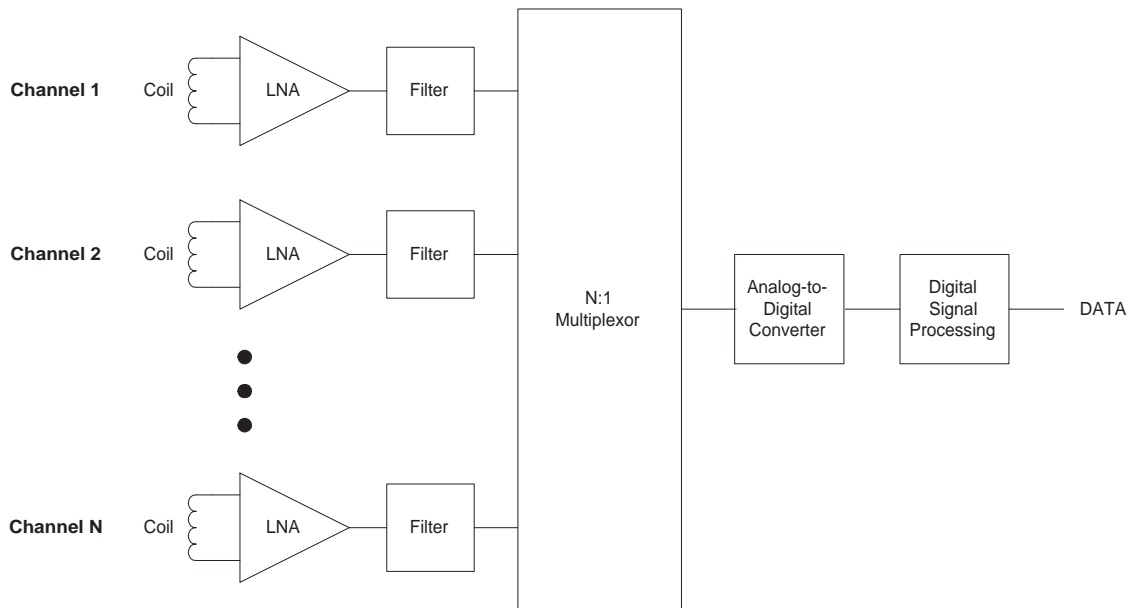 Channel 1
Coil
LNA
Filter
Channel 2
Coil
LNA
Filter
N:1
Multiplexor
Analog-to-
Digital
Converter
Digital
Signal
Processing
DATA
Channel N
Coil
LNA
Filter